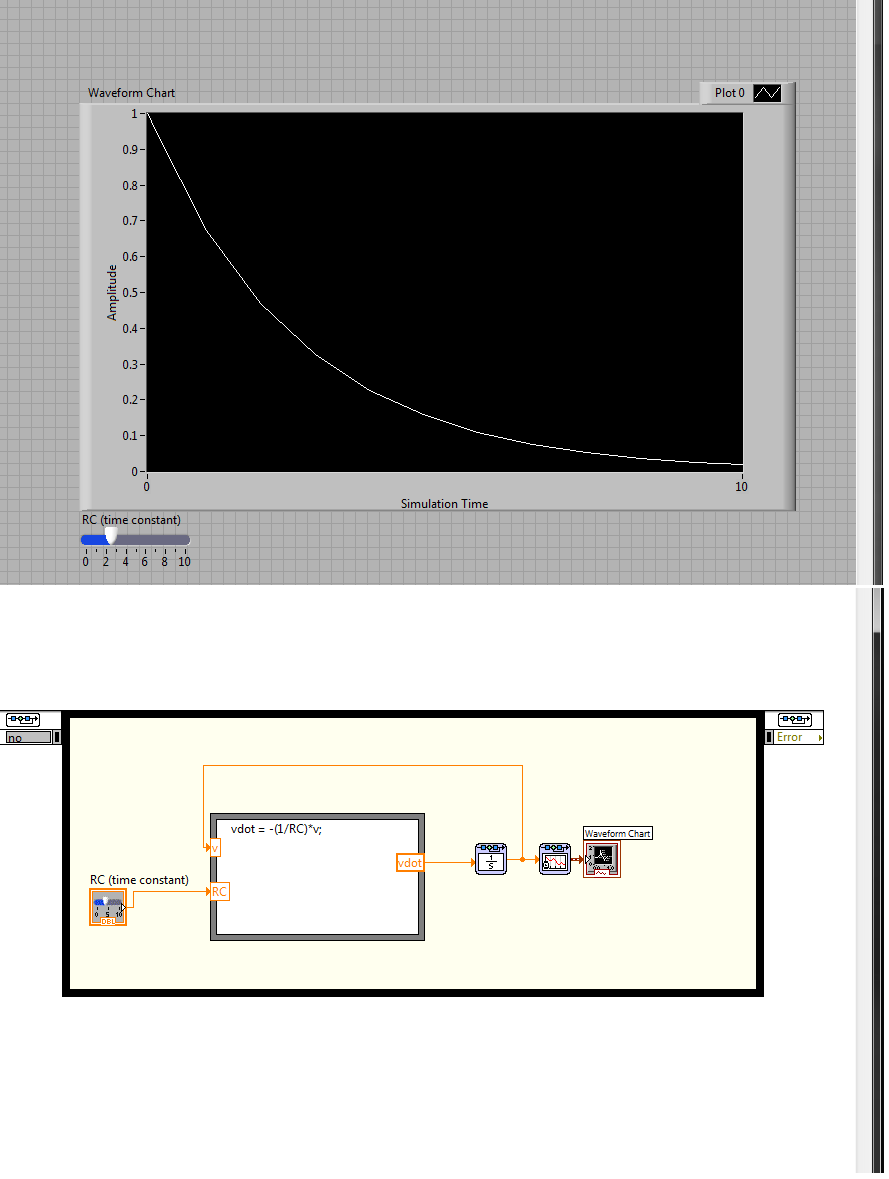 Waveform Chart
Plot 0
1
0.9
0.8
0.7
0.6
0.5
0.4
0.3
0.2
0.1
0
Amplitude
0 10
Simulation Time
RC (time constant)
0 2 4 6 8 10
no
Error
vdot = -(1/RC)*v;
v
vdot
RC (time constant)
RC
0 5 10
DBL
1
s
Waveform Chart